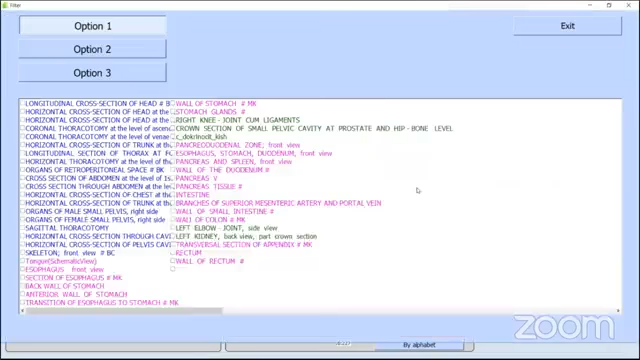 Filter
Option 1
Option 2
Option 3
Exit
LONGITUDINAL CROSS-SECTION OF HEAD # BC
HORIZONTAL CROSS-SECTION OF HEAD at the
HORIZONTAL CROSS-SECTION OF HEAD at the
CORONAL THORACOTOMY at the level of ascen
CORONAL THORACOTOMY at the level of venae
HORIZONTAL CROSS-SECTION OF TRUNK at th
LONGITUDINAL SECTION OF THORAX AT F
HORIZONTAL THORACOTOMY at the level of th
ORGANS OF RETROPERITONEAL SPACE # BK
CROSS SECTION OF ABDOMEN at the level of 1s
CROSS SECTION THROUGH ABDOMEN at the lev
HORIZONTAL CROSS-SECTION OF CHEST at th
HORIZONTAL CROSS-SECTION OF TRUNK at th
ORGANS OF MALE SMALL PELVIS, right side
ORGANS OF FEMALE SMALL PELVIS, right side
SAGITTAL THORACOTOMY
HORIZONTAL CROSS-SECTION THROUGH CAVI
HORIZONTAL CROSS-SECTION OF PELVIS CAVI
SKELETON; front view # BC
Tongue(SchematicView)
ESOPHAGUS front view
SECTION OF ESOPHAGUS # MK
BACK WALL OF STOMACH
ANTERIOR WALL OF STOMACH
TRANSITION OF ESOPHAGUS TO STOMACH # MK
WALL OF STOMACH # MK
STOMACH GLANDS #
RIGHT KNEE - JOINT CUM LIGAMENTS
CROWN SECTION OF SMALL PELVIC CAVITY AT PROSTATE AND HIP - BONE LEVEL
PANCREODUODENAL ZONE; front view
ESOPHAGUS, STOMACH, DUODENUM, front view
PANCREAS AND SPLEEN, front view
WALL OF THE DUODENUM #
PANCREAS V
PANCREAS TISSUE #
INTESTINE
BRANCHES OF SUPERIOR MESENTERIC ARTERY AND PORTAL VEIN
WALL OF SMALL INTESTINE #
WALL OF COLON # MK
LEFT ELBOW - JOINT, side view
LEFT KIDNEY, back view, part crown section
TRANSVERSAL SECTION OF APPENDIX # MK
RECTUM
WALL OF RECTUM #
By alphabet
zoom